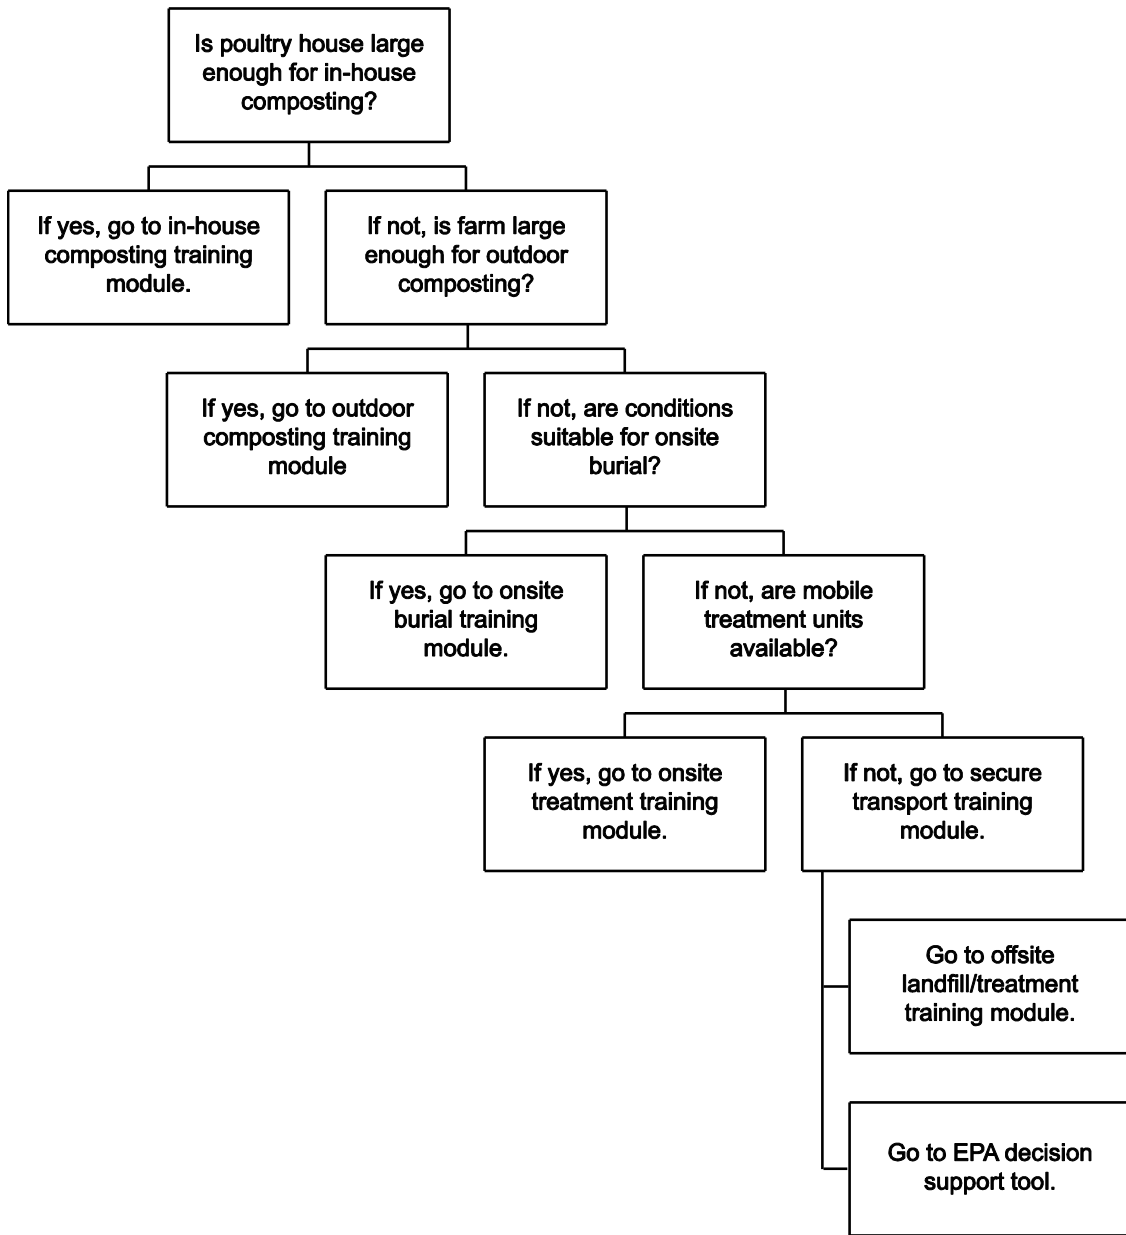 Is poultry house large
enough for in-house
composting?
If yes, go to in-house
composting training
module.
If not, is farm large
enough for outdoor
composting?
If yes, go to outdoor
composting training
module
If not, are conditions
suitable for onsite
burial?
If yes, go to onsite
burial training
module.
If not, are mobile
treatment units
available?
If yes, go to onsite
treatment training
module.
If not, go to secure
transport training
module.
Go to offsite
landfill/treatment
training module.
Go to EPA decision
support tool.